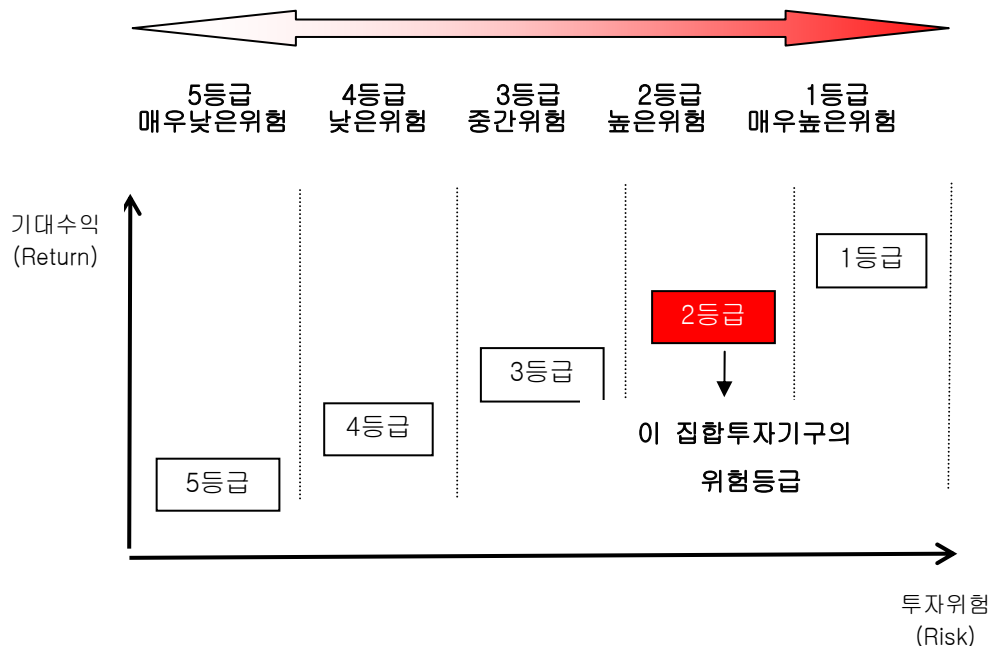 5등급
매우낮은위험
4등급
낮은위험
3등급
중간위험
2등급
높은위험
1등급
매우높은위험
기대수익
(Return)
1등급
2등급
3등급
이 집합투자기구의
위험등급
4등급
5등급
투자위험
(Risk)